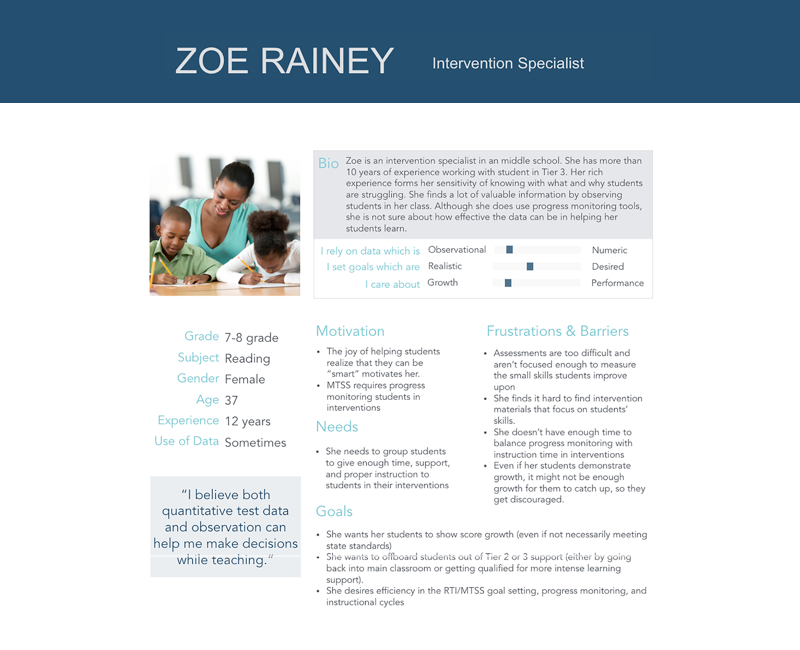 ZOE RAINEY
Intervention Specialist
Bio
Zoe is an intervention specialist in an middle school. She has more than
10 years of experience working with student in Tier 3. Her rich
experience forms her sensitivity of knowing with what and why students
are struggling. She finds a lot of valuable information by observing
students in her class. Although she does use progress monitoring tools,
she is not sure about how effective the data can be in helping her
students learn.
I rely on data which is Observational Numeric
I set goals which are Realistic Desired
I care about Growth Performance
Grade 7-8 grade
Subject Reading
Gender Female
Age 37
Experience 12 years
Use of Data Sometimes
“I believe both
quantitative test data
and observation can
help me make decisions
while teaching.“
Motivation
• The joy of helping students
realize that they can be
“smart” motivates her.
• MTSS requires progress
monitoring students in
interventions
Needs
• She needs to group students
to give enough time, support,
and proper instruction to
students in their interventions
Frustrations & Barriers
• Assessments are too difficult and
aren’t focused enough to measure
the small skills students improve
upon
• She finds it hard to find intervention
materials that focus on students’
skills.
• She doesn’t have enough time to
balance progress monitoring with
instruction time in interventions
• Even if her students demonstrate
growth, it might not be enough
growth for them to catch up, so they
get discouraged.
Goals
• She wants her students to show score growth (even if not necessarily meeting
state standards)
• She wants to offboard students out of Tier 2 or 3 support (either by going
back into main classroom or getting qualified for more intense learning
support).
• She desires efficiency in the RTI/MTSS goal setting, progress monitoring, and
instructional cycles